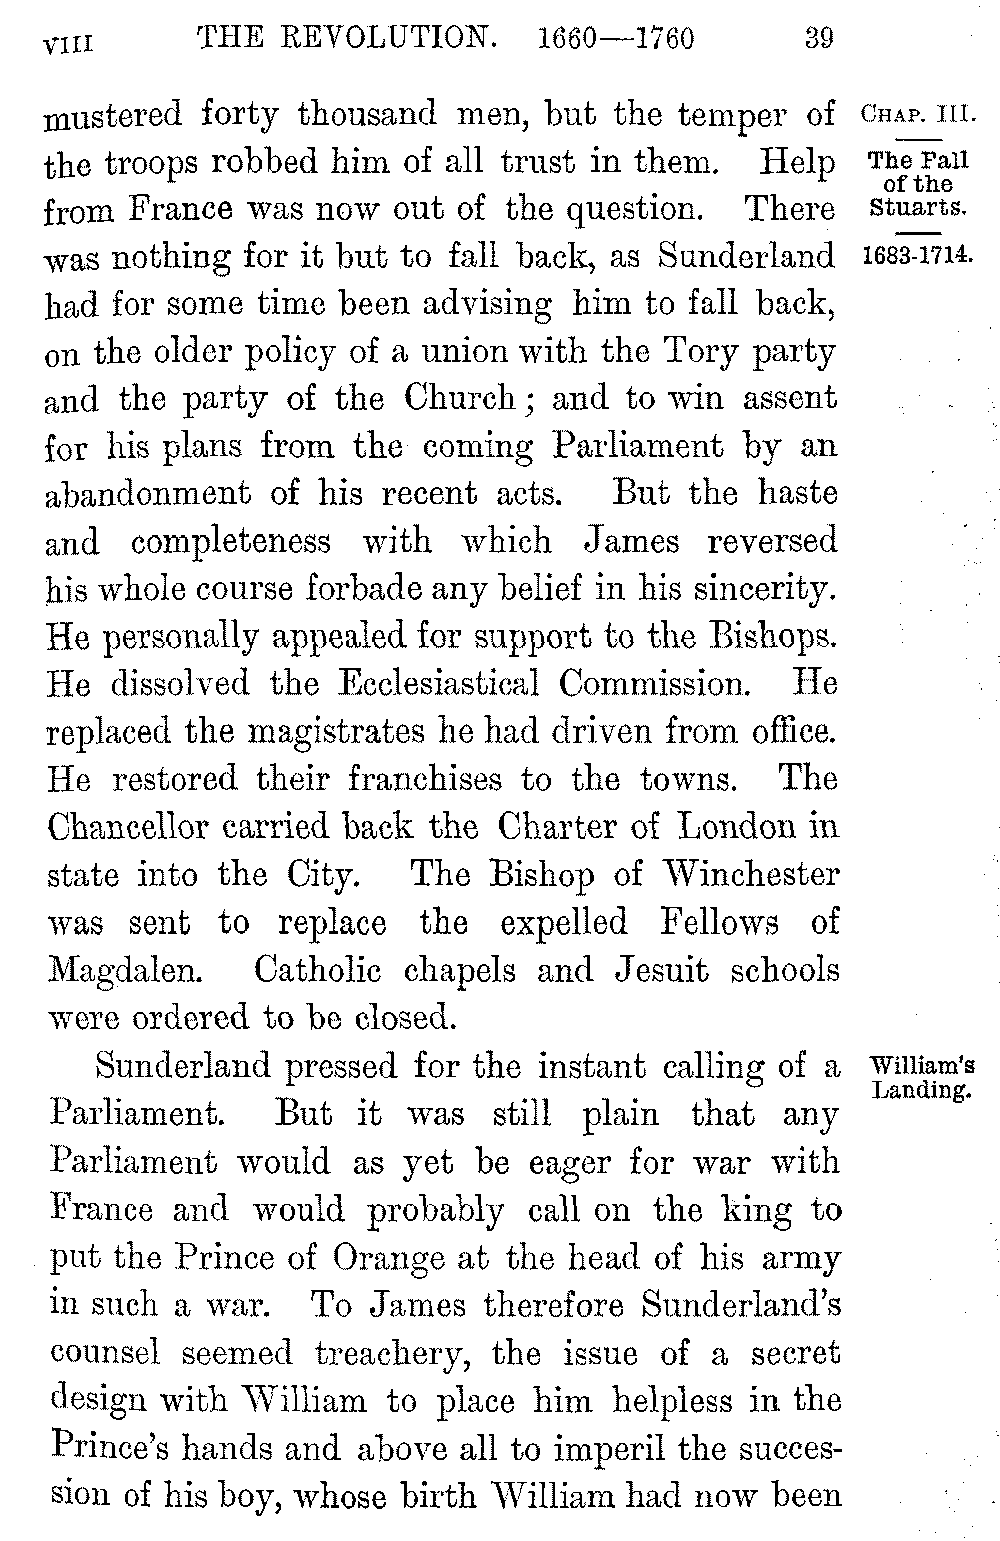 VIII THE REVOLUTION. 1660—1760 39
mustered forty thousand men, but the temper of
the troops robbed him of all trust in them. Help
from France was now out of the question. There
was nothing for it but to fall back, as Sunderland
had for some time been advising him to fall back,
on the older policy of a union with the Tory party
and the party of the Church; and to win assent
for his plans from the coming Parliament by an
abandonment of his recent acts. But the haste
and completeness with which James reversed
his whole course forbade any belief in his sincerity.
He personally appealed for support to the Bishops.
He dissolved the Ecclesiastical Commission. He
replaced the magistrates he had driven from office.
He restored their franchises to the towns. The
Chancellor carried back the Charter of London in
state into the City. The Bishop of Winchester
was sent to replace the expelled Fellows of
Magdalen. Catholic chapels and Jesuit schools
were ordered to be closed.
Sunderland pressed for the instant calling of a
Parliament. But it was still plain that any
Parliament would as yet be eager for war with
France and would probably call on the king to
put the Prince of Orange at the head of his army
in such a war. To James therefore Sunderland's
counsel seemed treachery, the issue of a secret
design with William to place him helpless in the
Prince's hands and above all to imperil the succes-
sion of his boy, whose birth William had now been
CHAP. III.
The Fall
of the
Stuarts.
1683-1714.
William's
Landing.